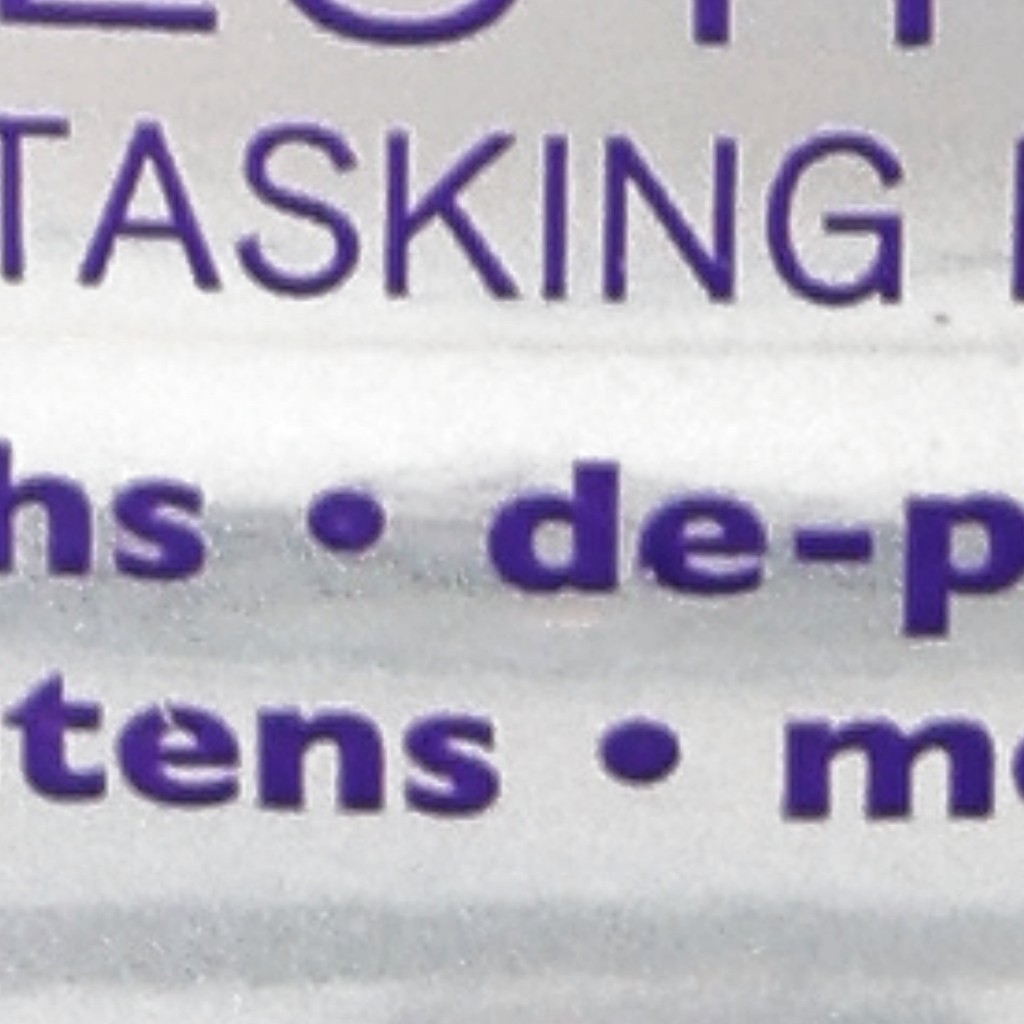 TASKING
hs • de-p
tens • m